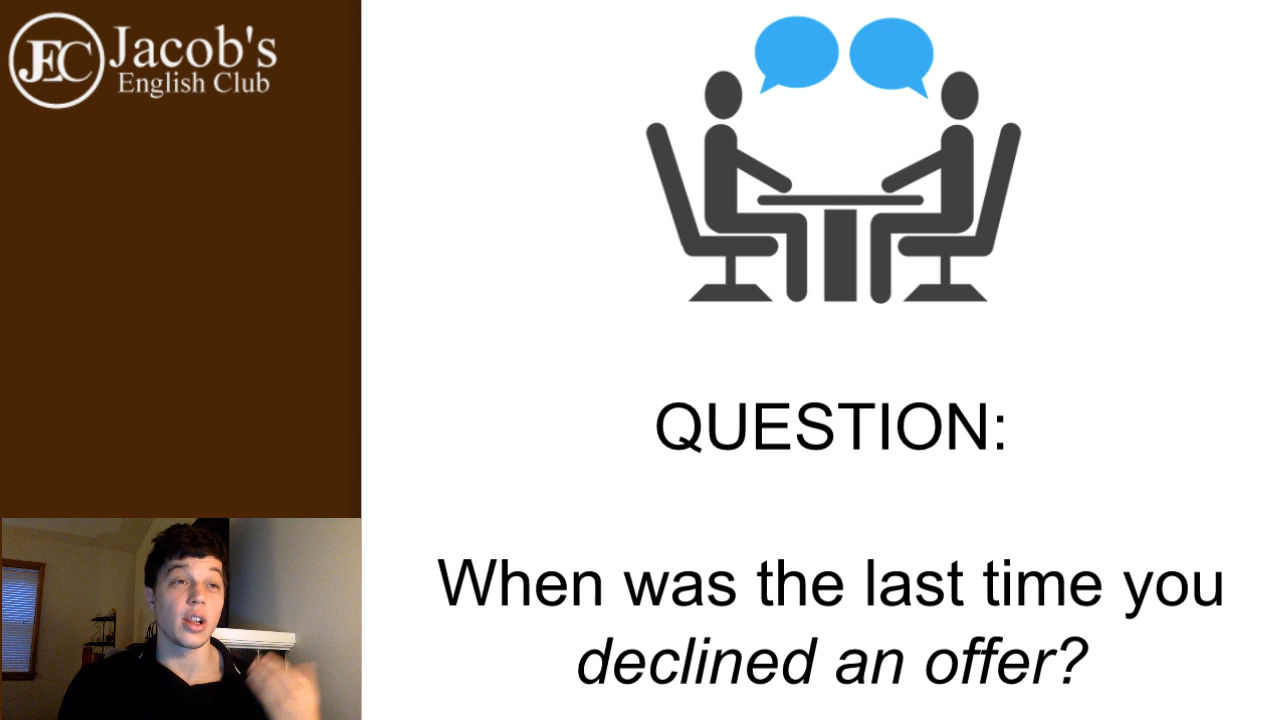 JEC
Jacob's
English Club
QUESTION:
When was the last time you
declined an offer?